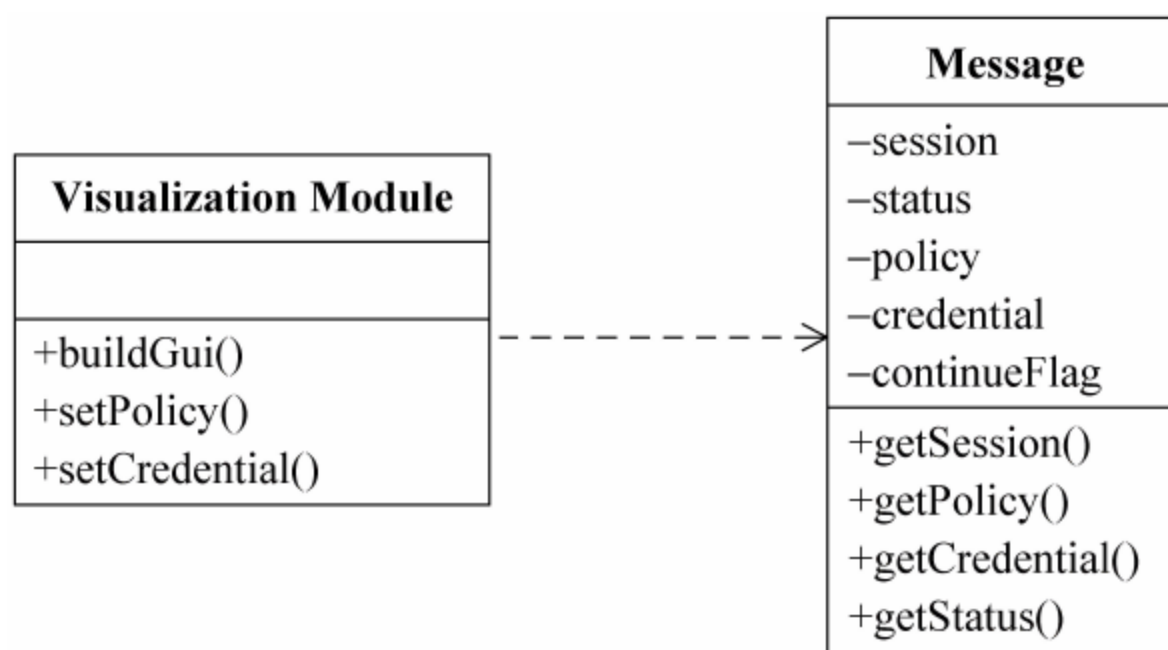 Visualization Module
+buildGui()
+setPolicy()
+setCredential()
Message
–session
–status
–policy
–credential
–continueFlag
+getSession()
+getPolicy()
+getCredential()
+getStatus()